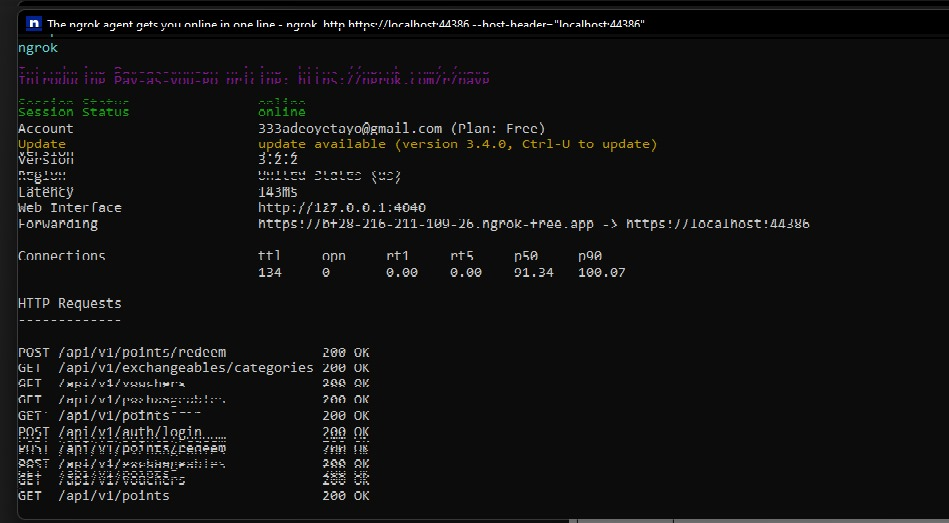 The ngrok agent gets you online in one line - ngrok http https://localhost:44386 --host-header="localhost:44386"
ngrok
Introducing Pay-as-you-go pricing: https://ngrok.com/r/payg
Session Status online
Account 333adeoyetayo@gmail.com (Plan: Free)
Update update available (version 3.4.0, Ctrl-U to update)
Version 3.2.2
Region United States (us)
Latency 143ms
Web Interface http://127.0.0.1:4040
Forwarding https://bf28-216-211-109-26.ngrok-free.app -> https://localhost:44386
Connections ttl opn rt1 rt5 p50 p90
134 0 0.00 0.00 91.34 100.07
HTTP Requests
-------------
POST /api/v1/points/redeem 200 OK
GET /api/v1/exchangeables/categories 200 OK
GET /api/v1/vouchers 200 OK
GET 200 OK
GET /api/v1/points 200 OK
POST /api/v1/auth/login 200 OK
POST /api/v1/points/redeem 200 OK
POST /api/v1/exchangeables 200 OK
GET /api/v1/vouchers 200 OK
GET /api/v1/points 200 OK